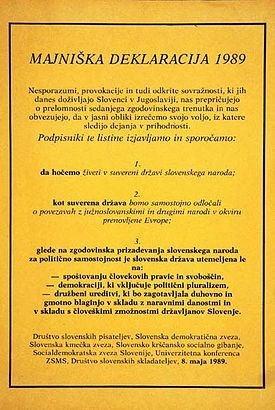 MAJNIŠKA DEKLARACIJA 1989
Nesporazumi, provokacije in tudi odkrite sovražnosti, ki jih
danes doživljajo Slovenci v Jugoslaviji, nas prepričujejo
o prelomnosti sedanjega zgodovinskega trenutka in nas
obvezujejo, da v jasni obliki izrečemo svojo voljo, iz katere
sledijo dejanja v prihodnosti.
Podpisniki te listine izjavljamo in sporočamo:
1.
da hočemo živeti v suvereni državi slovenskega naroda;
2.
kot suverena država bomo samostojno odločali
o povezavah z južnoslovanskimi in drugimi narodi v okviru
prenovljene Evrope;
3.
glede na zgodovinska prizadevanja slovenskega naroda
za politično samostojnost je slovenska država utemeljena le
na:
— spoštovanju človekovih pravic in svoboščin,
— demokraciji, ki vključuje politični pluralizem,
— družbeni ureditvi, ki bo zagotavljala duhovno in
gmotno blaginjo v skladu z naravnimi danostmi in
v skladu s človeškimi zmožnostmi državljanov Slovenije.
Društvo slovenskih pisateljev, Slovenska demokratična zveza,
Slovenska kmečka zveza, Slovensko krščansko socialno gibanje,
Socialdemokratska zveza Slovenije, Univerzitetna konferenca
ZSMS, Društvo slovenskih skladateljev, 8. maja 1989.